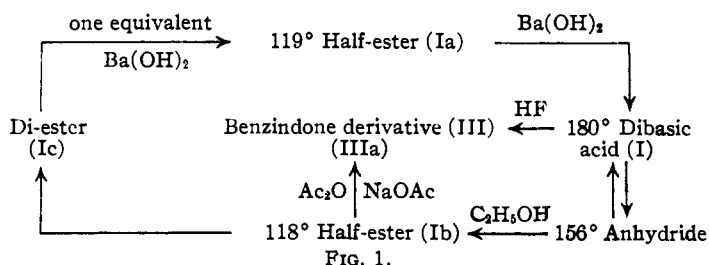 one equivalent
Ba(OH)₂
119° Half-ester (Ia)
Ba(OH)₂
Di-ester
(Ic)
Benzindone derivative (III)
(IIIa)
HF
180° Dibasic
acid (I)
Ac₂O
NaOAc
118° Half-ester (Ib)
C₂H₅OH
156° Anhydride
FIG. 1.